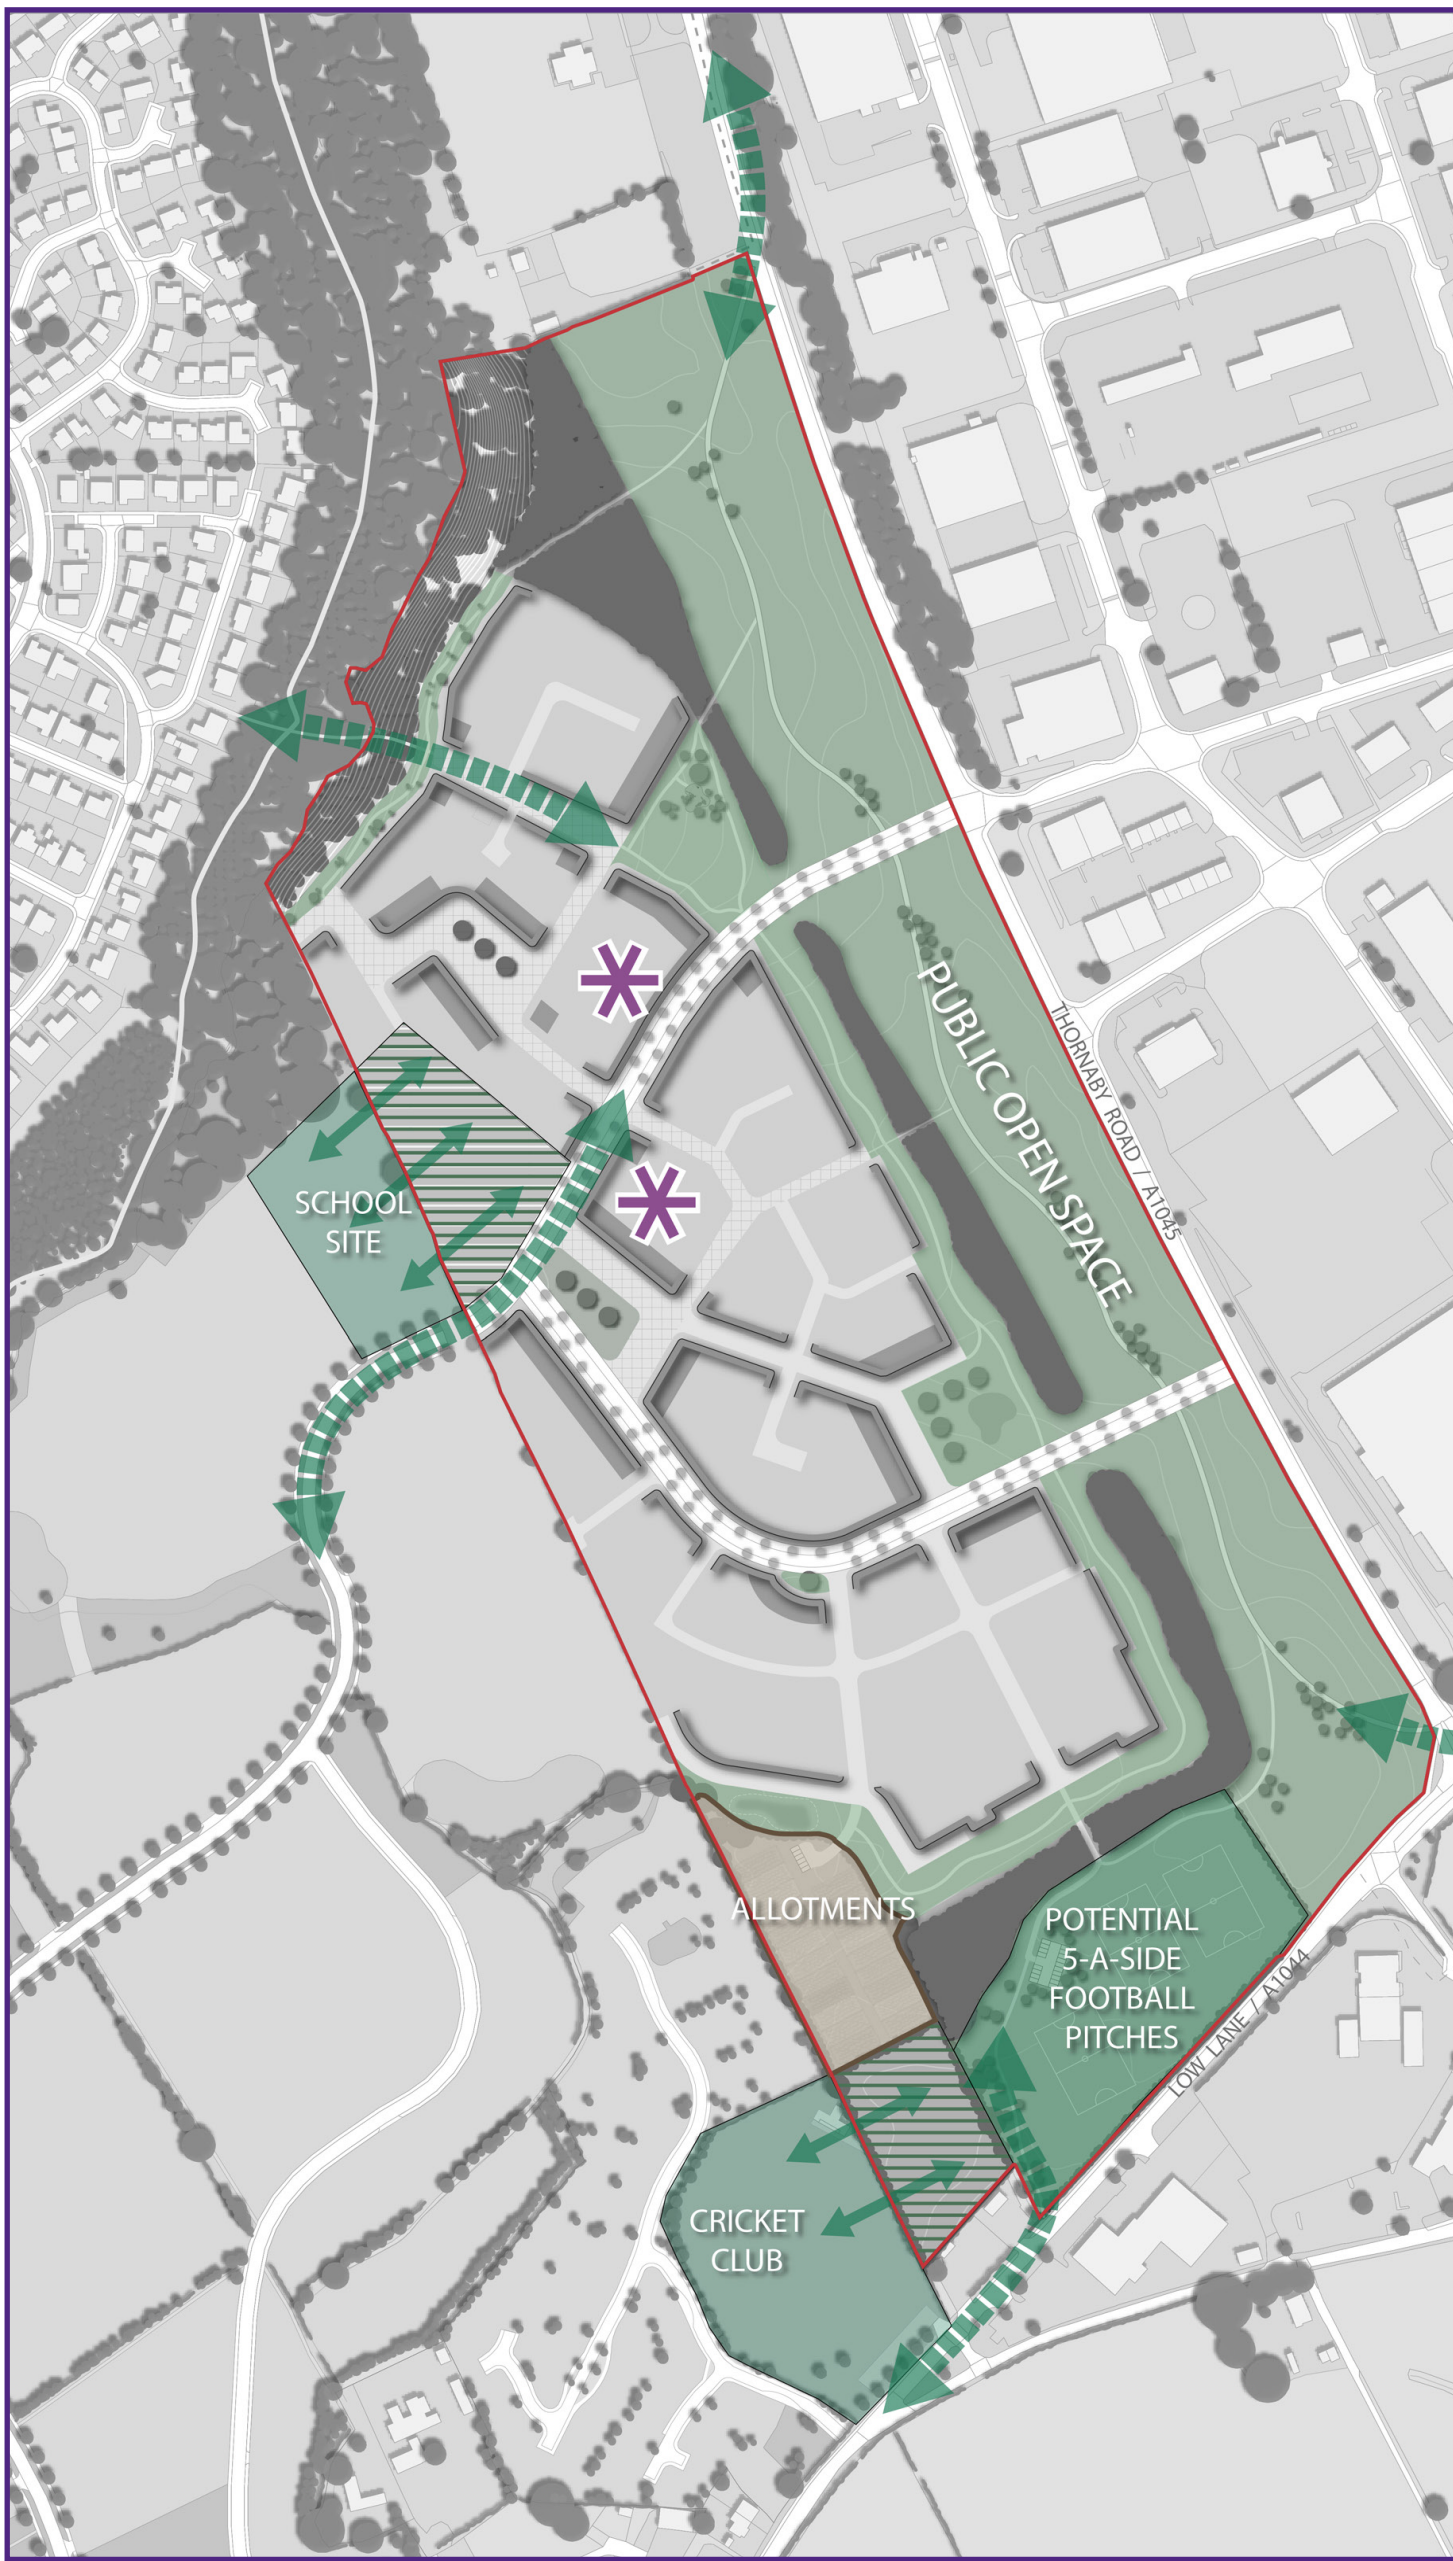 PUBLIC OPEN SPACE
THORNABY ROAD / A1045
SCHOOL
SITE
ALLOTMENTS
POTENTIAL
5-A-SIDE
FOOTBALL
PITCHES
LOW LANE / A1044
CRICKET
CLUB